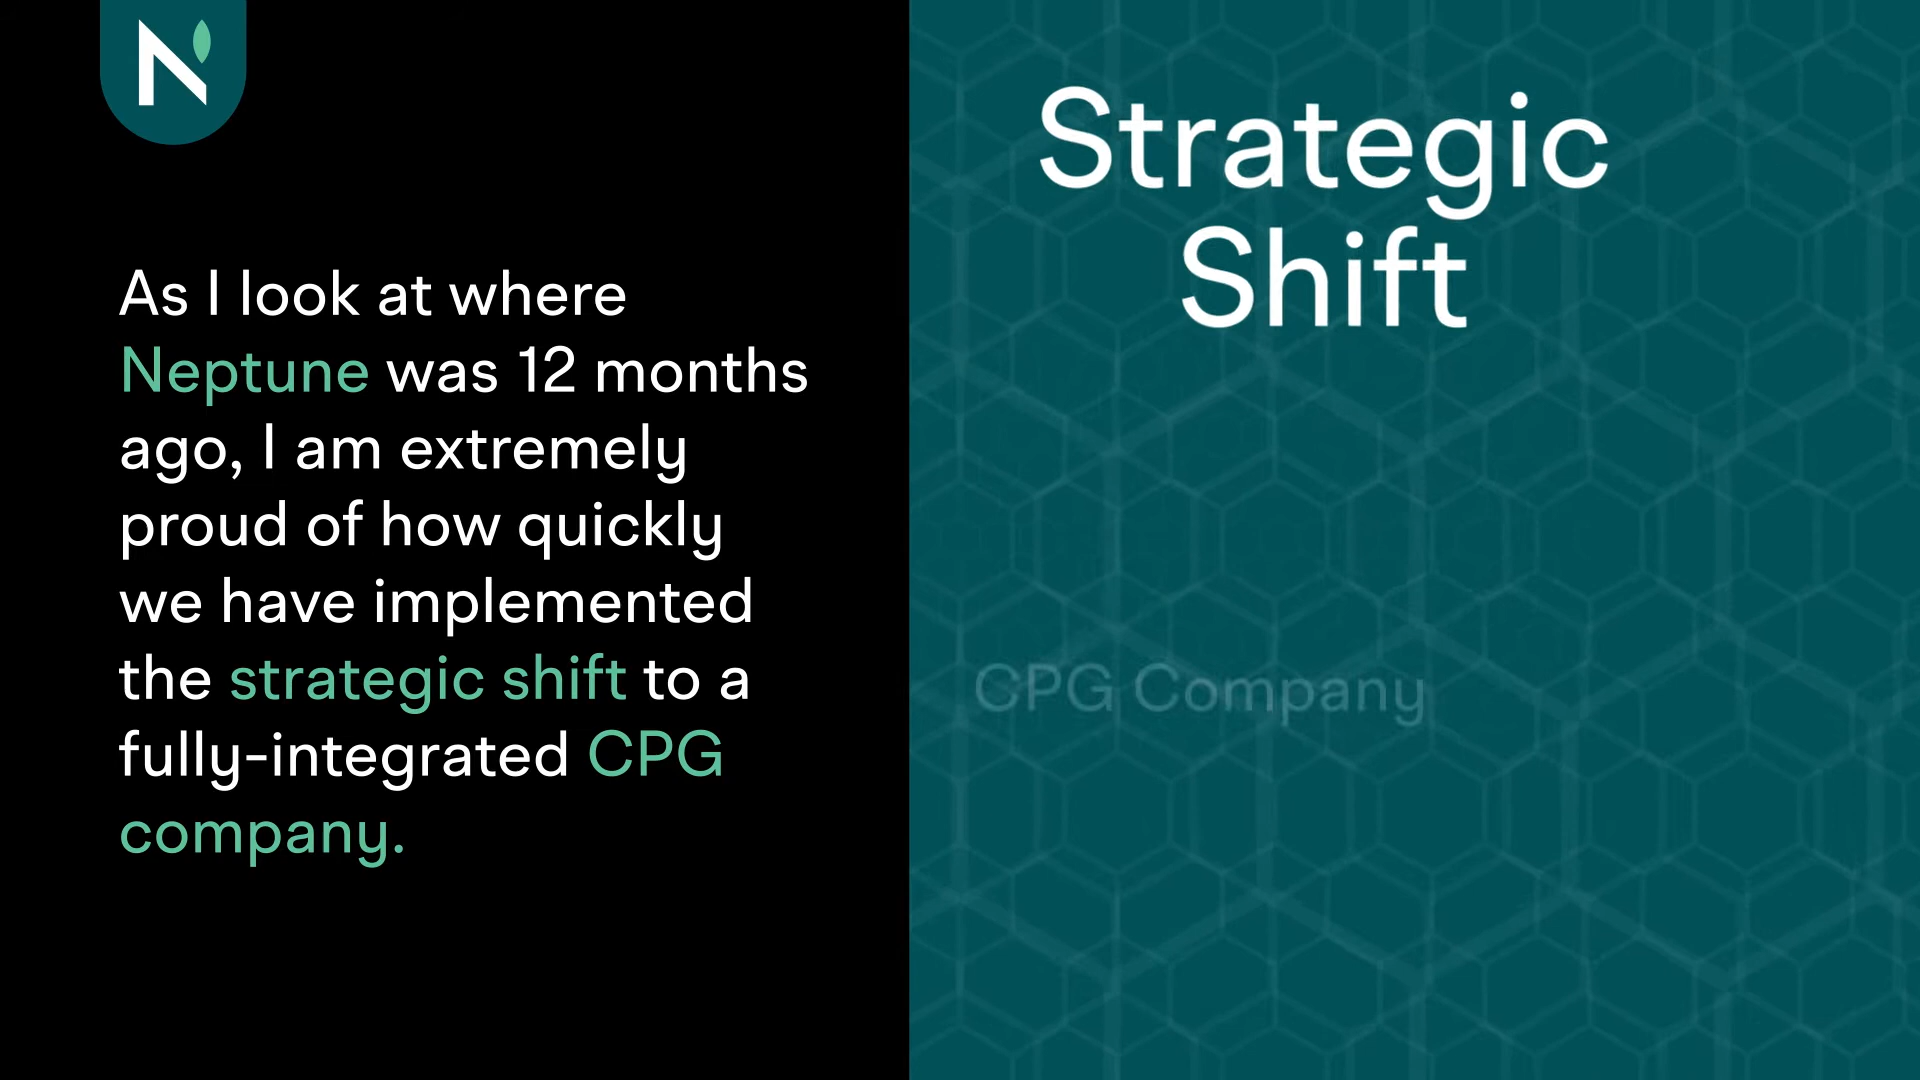 N
As I look at where
Neptune was 12 months
ago, I am extremely
proud of how quickly
we have implemented
the strategic shift to a
fully-integrated CPG
company.
Strategic
Shift
CPG Company